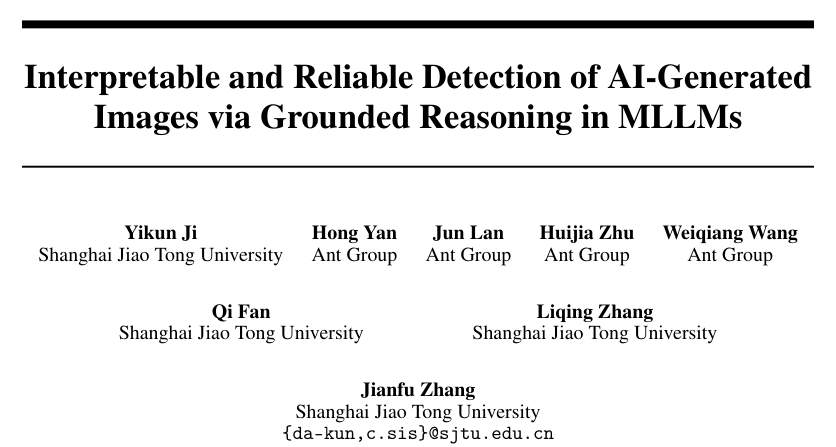 Interpretable and Reliable Detection of AI-Generated
Images via Grounded Reasoning in MLLMs
Yikun Ji Hong Yan Jun Lan Huijia Zhu Weiqiang Wang
Shanghai Jiao Tong University Ant Group Ant Group Ant Group Ant Group
Qi Fan Liqing Zhang
Shanghai Jiao Tong University Shanghai Jiao Tong University
Jianfu Zhang
Shanghai Jiao Tong University
{da-kun,c.sis}@sjtu.edu.cn